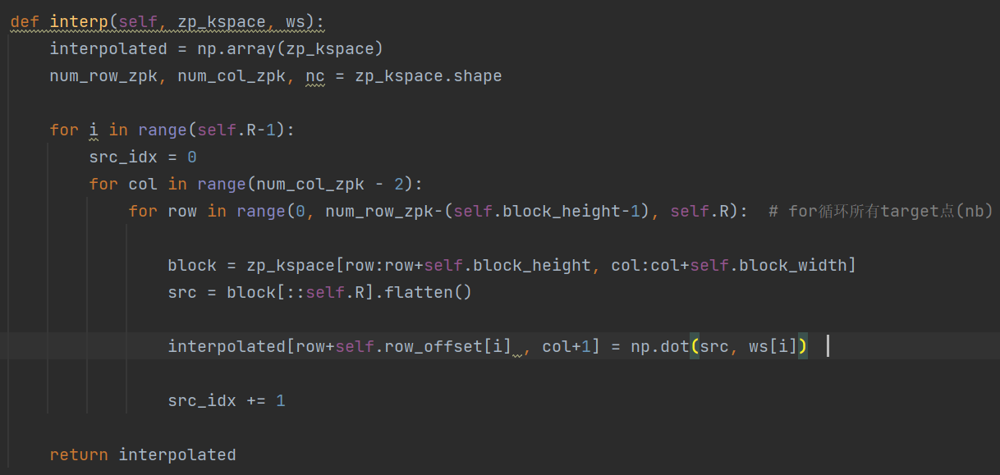 def interp(self, zp_kspace, ws):
    interpolated = np.array(zp_kspace)
    num_row_zpk, num_col_zpk, nc = zp_kspace.shape
    for i in range(self.R-1):
        src_idx = 0
        for col in range(num_col_zpk - 2):
            for row in range(0, num_row_zpk-(self.block_height-1), self.R):  # for循环所有target点(nb)
                block = zp_kspace[row:row+self.block_height, col:col+self.block_width]
                src = block[::self.R].flatten()
                interpolated[row+self.row_offset[i] , col+1] = np.dot(src, ws[i])
                src_idx += 1
    return interpolated